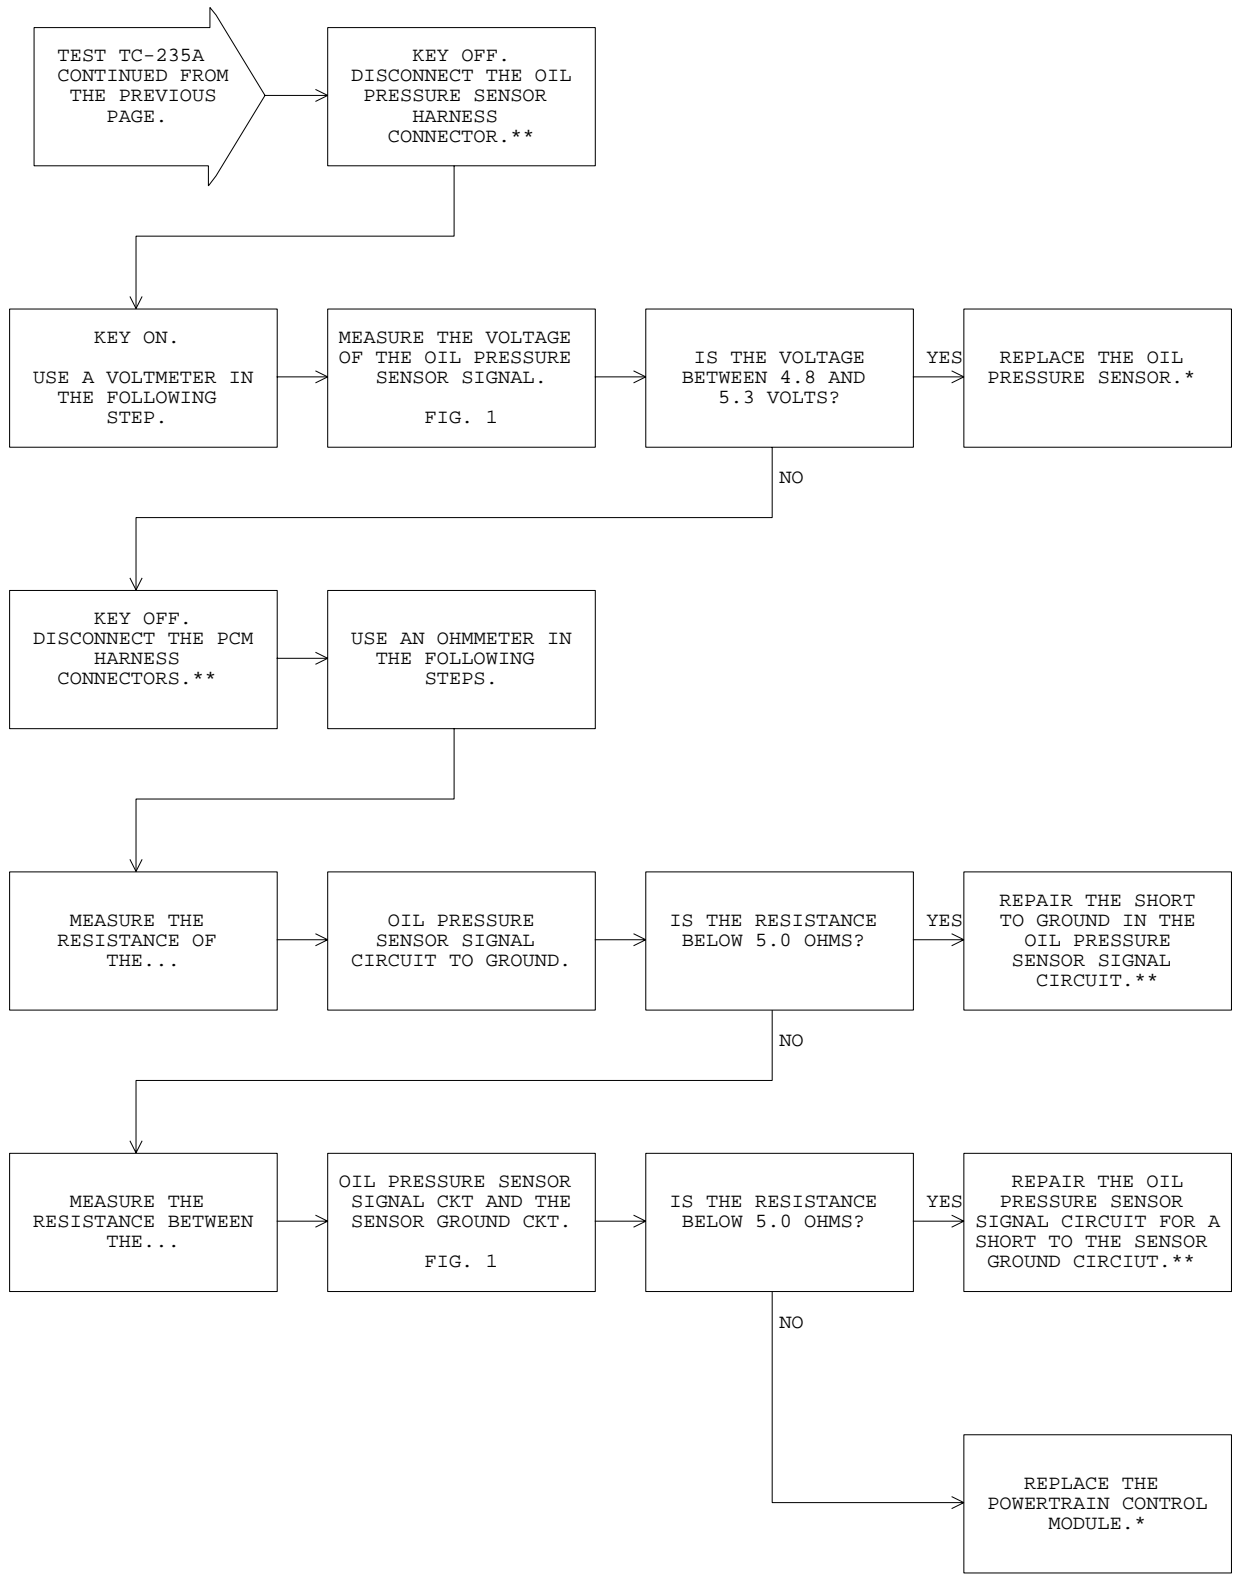 TEST TC-235A
CONTINUED FROM
THE PREVIOUS
PAGE.
KEY OFF.
DISCONNECT THE OIL
PRESSURE SENSOR
HARNESS
CONNECTOR.**
KEY ON.
USE A VOLTMETER IN
THE FOLLOWING
STEP.
MEASURE THE VOLTAGE
OF THE OIL PRESSURE
SENSOR SIGNAL.
FIG. 1
IS THE VOLTAGE
BETWEEN 4.8 AND
5.3 VOLTS?
YES
REPLACE THE OIL
PRESSURE SENSOR.*
NO
KEY OFF.
DISCONNECT THE PCM
HARNESS
CONNECTORS.**
USE AN OHMMETER IN
THE FOLLOWING
STEPS.
MEASURE THE
RESISTANCE OF
THE...
OIL PRESSURE
SENSOR SIGNAL
CIRCUIT TO GROUND.
IS THE RESISTANCE
BELOW 5.0 OHMS?
YES
REPAIR THE SHORT
TO GROUND IN THE
OIL PRESSURE
SENSOR SIGNAL
CIRCUIT.**
NO
MEASURE THE
RESISTANCE BETWEEN
THE...
OIL PRESSURE SENSOR
SIGNAL CKT AND THE
SENSOR GROUND CKT.
FIG. 1
IS THE RESISTANCE
BELOW 5.0 OHMS?
YES
REPAIR THE OIL
PRESSURE SENSOR
SIGNAL CIRCUIT FOR A
SHORT TO THE SENSOR
GROUND CIRCIUT.**
NO
REPLACE THE
POWERTRAIN CONTROL
MODULE.*